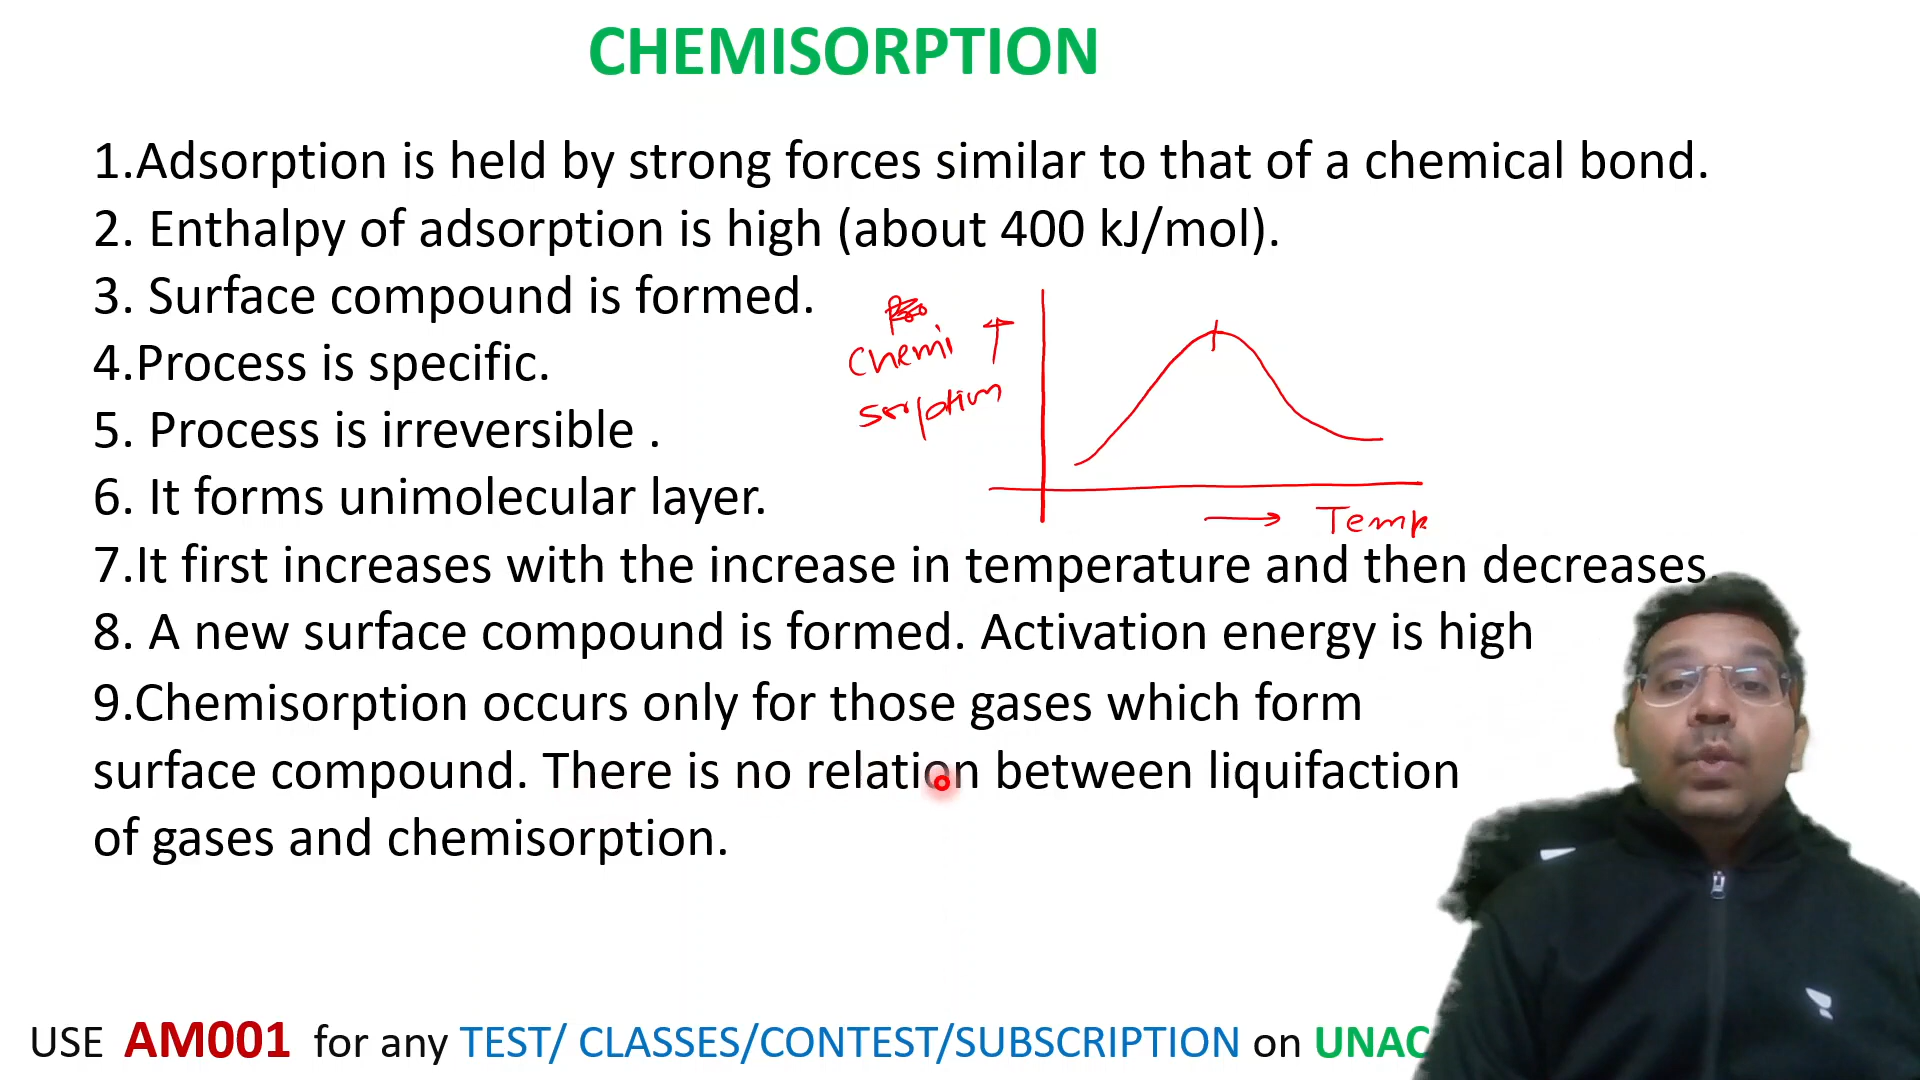 CHEMISORPTION
1.Adsorption is held by strong forces similar to that of a chemical bond.
2. Enthalpy of adsorption is high (about 400 kJ/mol).
3. Surface compound is formed.
Chemi
4.Process is specific.
sorption
5. Process is irreversible .
6. It forms unimolecular layer.
Temp
7.It first increases with the increase in temperature and then decreases.
8. A new surface compound is formed. Activation energy is high
9.Chemisorption occurs only for those gases which form
surface compound. There is no relation between liquifaction
of gases and chemisorption.
USE AM001 for any TEST/ CLASSES/CONTEST/SUBSCRIPTION on UNAC